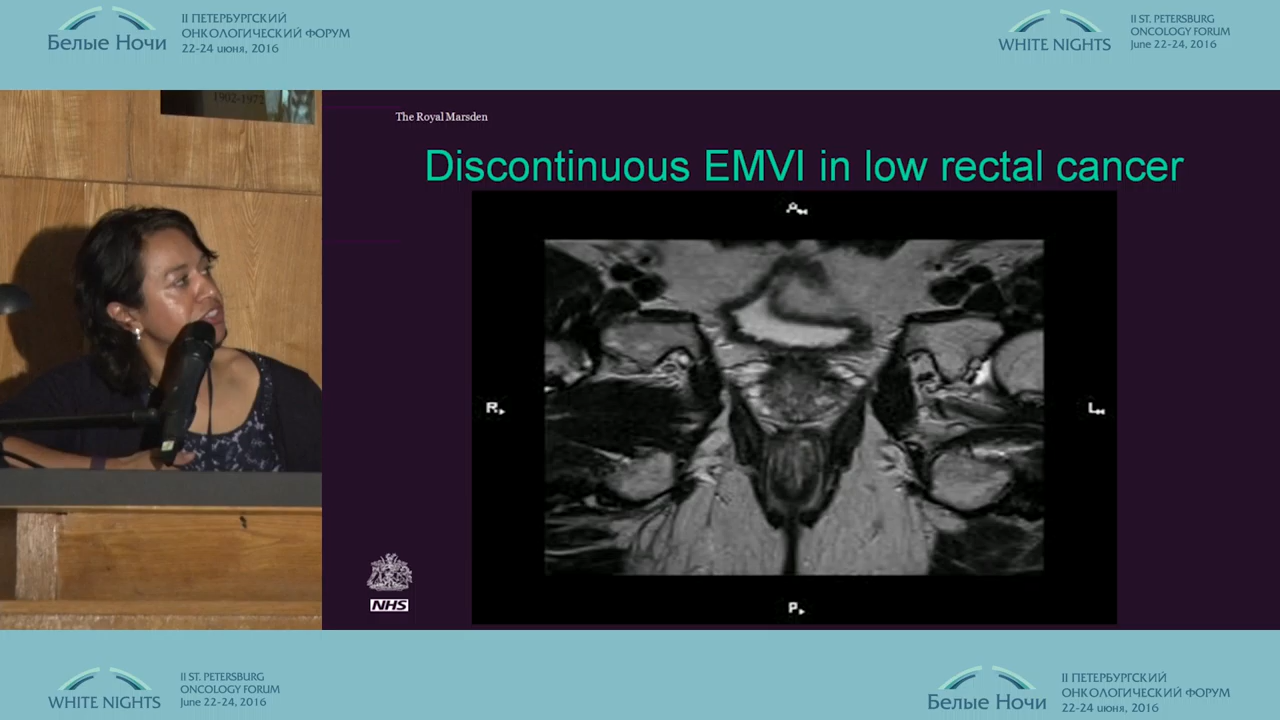 Белые Ночи
II ПЕТЕРБУРГСКИЙ
ОНКОЛОГИЧЕСКИЙ ФОРУМ
22-24 июня, 2016
WHITE NIGHTS
II ST. PETERSBURG
ONCOLOGY FORUM
June 22-24, 2016
1902-1972
The Royal Marsden
Discontinuous EMVI in low rectal cancer
A
R
L
P
NHS
WHITE NIGHTS
II ST. PETERSBURG
ONCOLOGY FORUM
June 22-24, 2016
Белые Ночи
II ПЕТЕРБУРГСКИЙ
ОНКОЛОГИЧЕСКИЙ ФОРУМ
22-24 июня, 2016